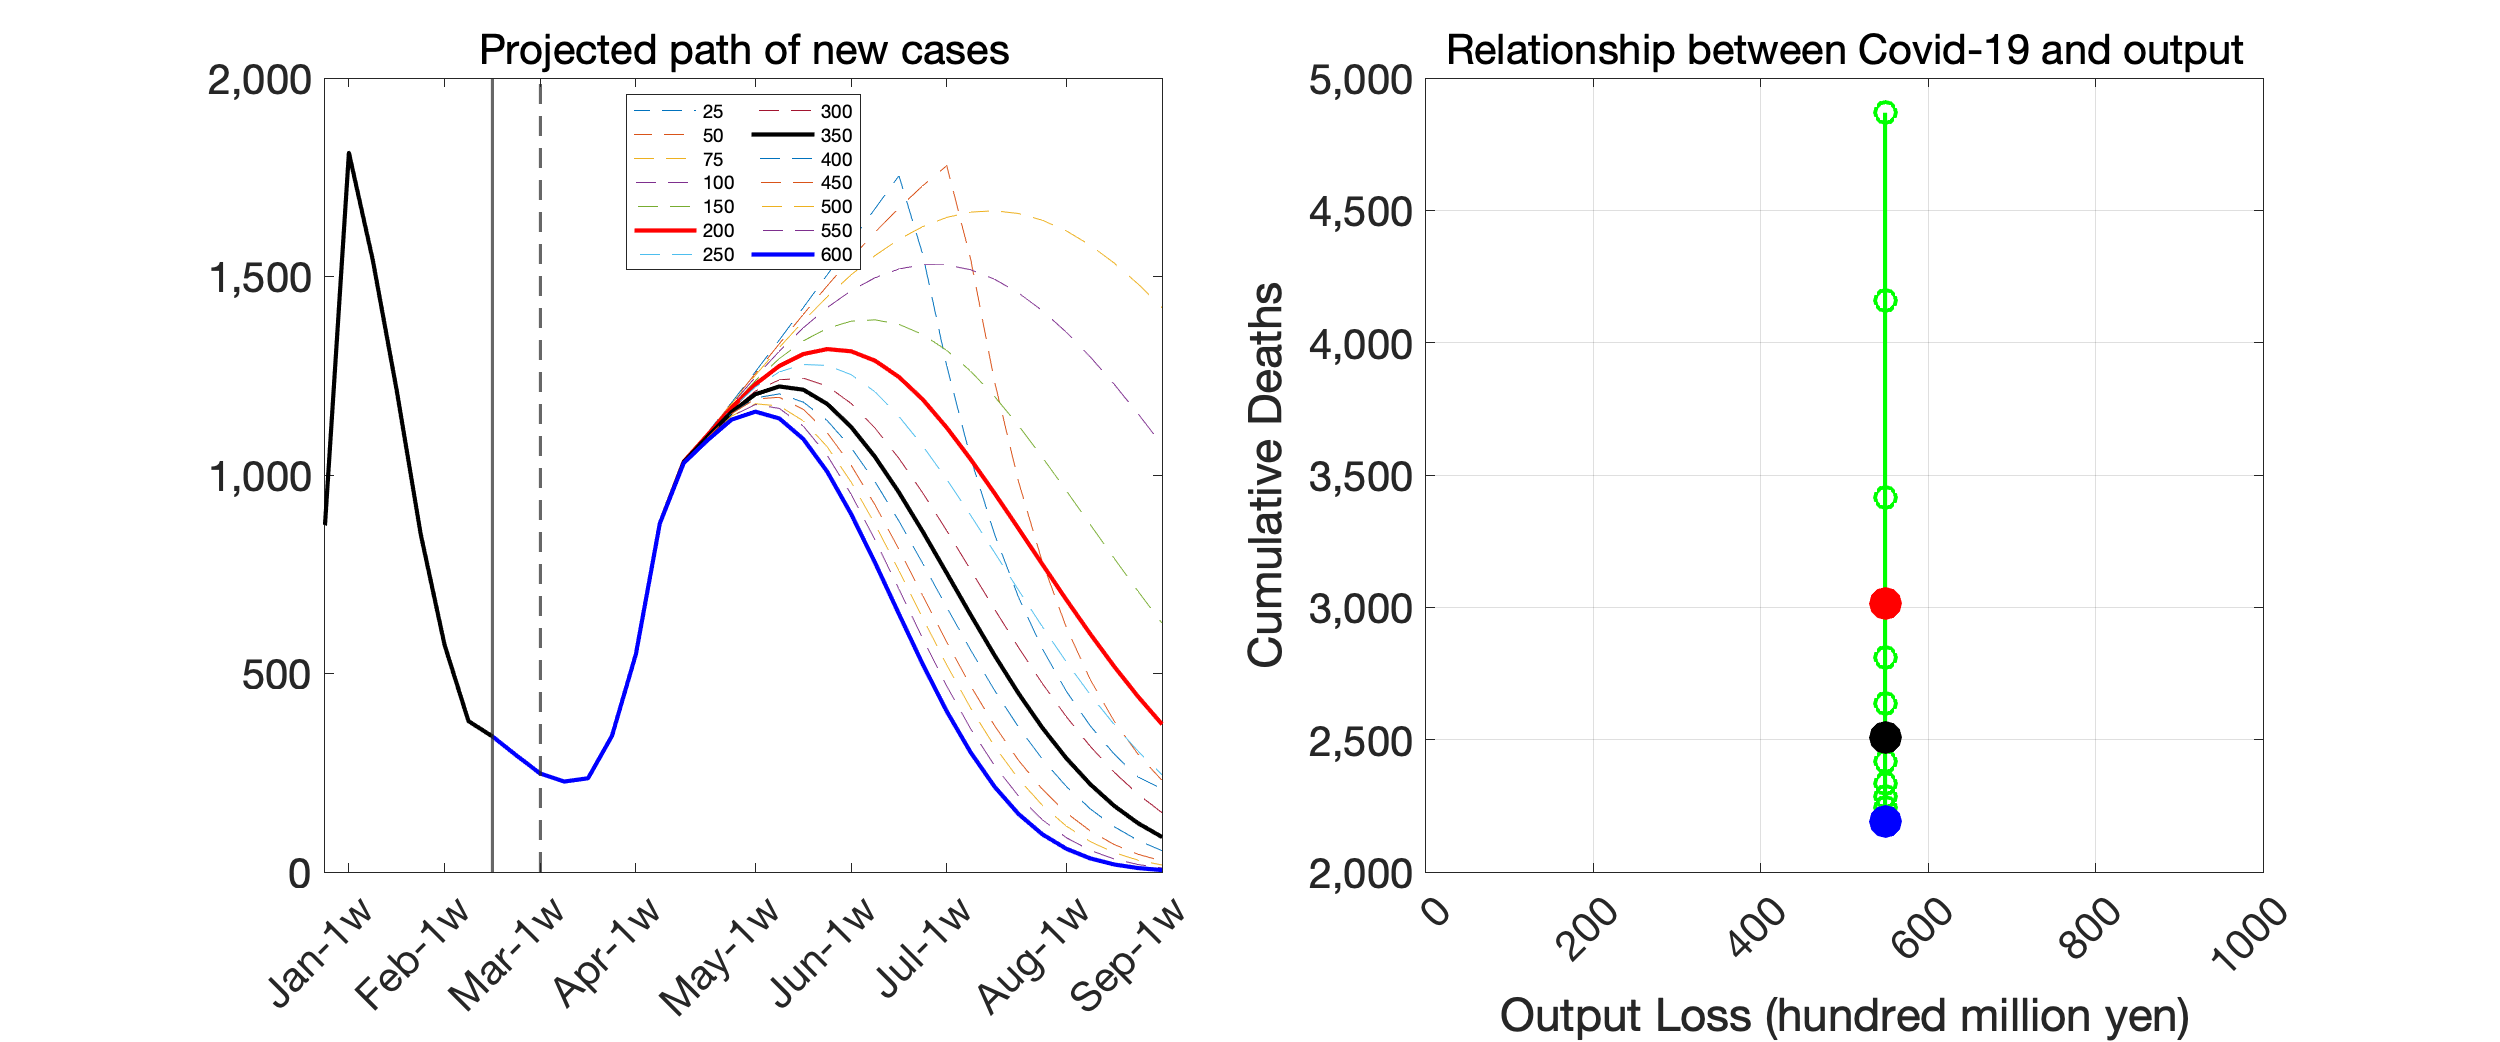 Projected path of new cases
2,000
1,500
1,000
500
0
25
50
75
100
150
200
250
300
350
400
450
500
550
600
Jan-1w
Feb-1w
Mar-1w
Apr-1w
May-1w
Jun-1w
Jul-1w
Aug-1w
Sep-1w
Relationship between Covid-19 and output
Cumulative Deaths
5,000
4,500
4,000
3,500
3,000
2,500
2,000
0
200
400
600
800
1000
Output Loss (hundred million yen)